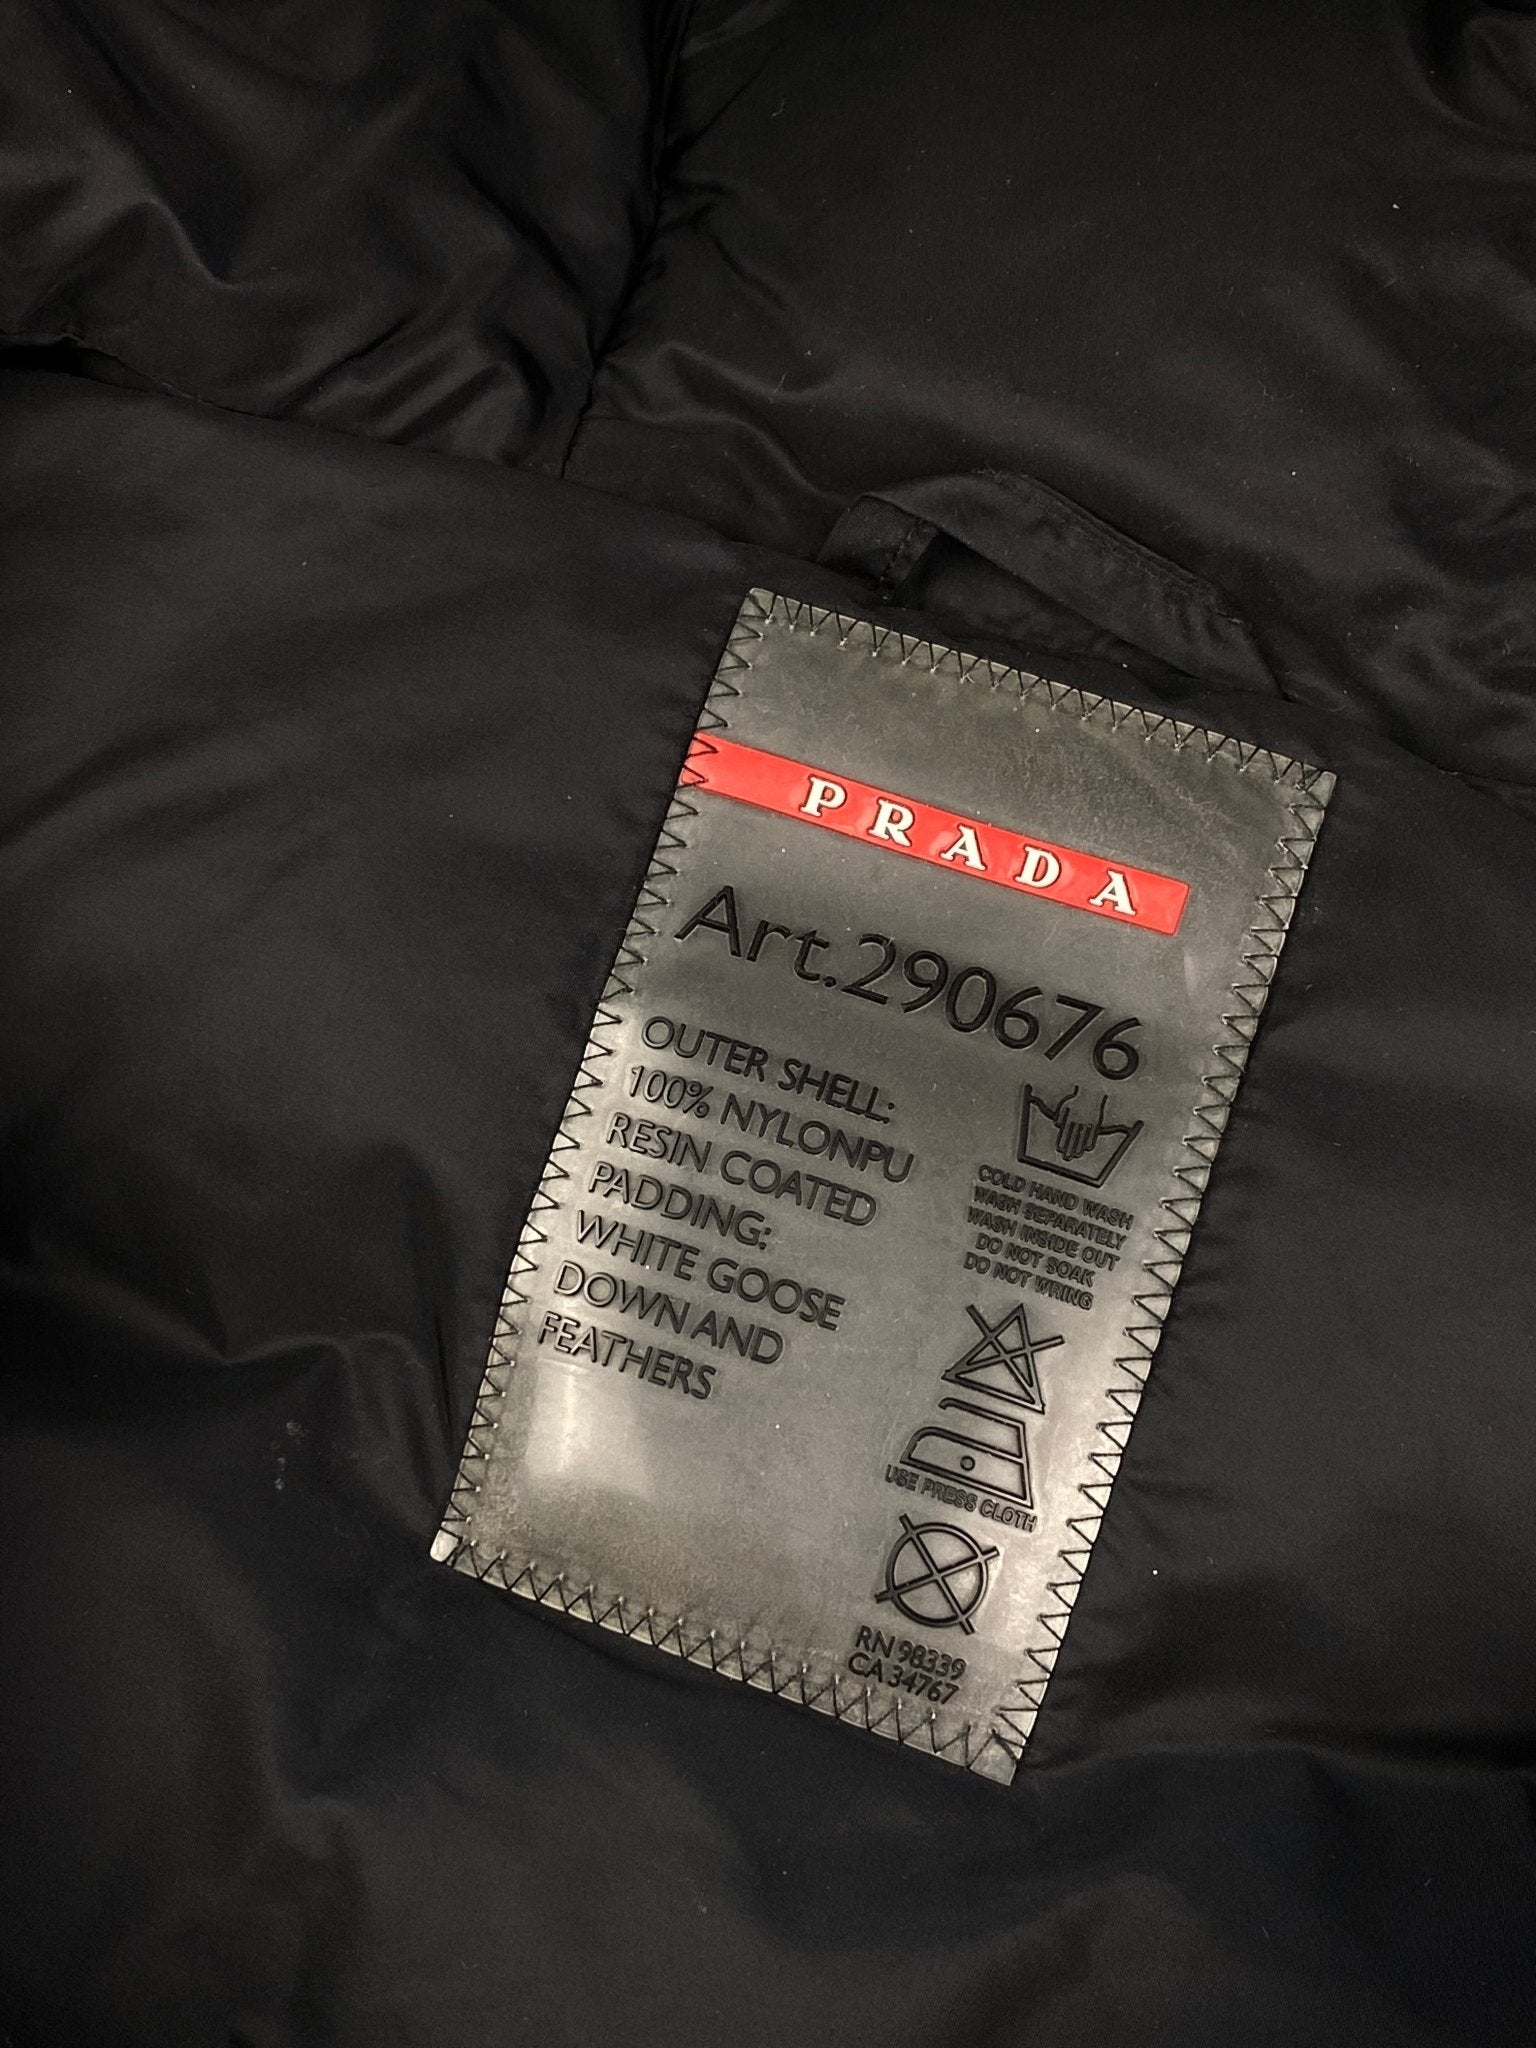 PRADA
Art.290676
OUTER SHELL:
100% NYLONPU
RESIN COATED
PADDING:
WHITE GOOSE
DOWN AND
FEATHERS
COLD HAND WASH
WASH SEPARATELY
WASH INSIDE OUT
DO NOT SOAK
DO NOT WRING
USE PRESS CLOTH
RN 98339
CA 34767